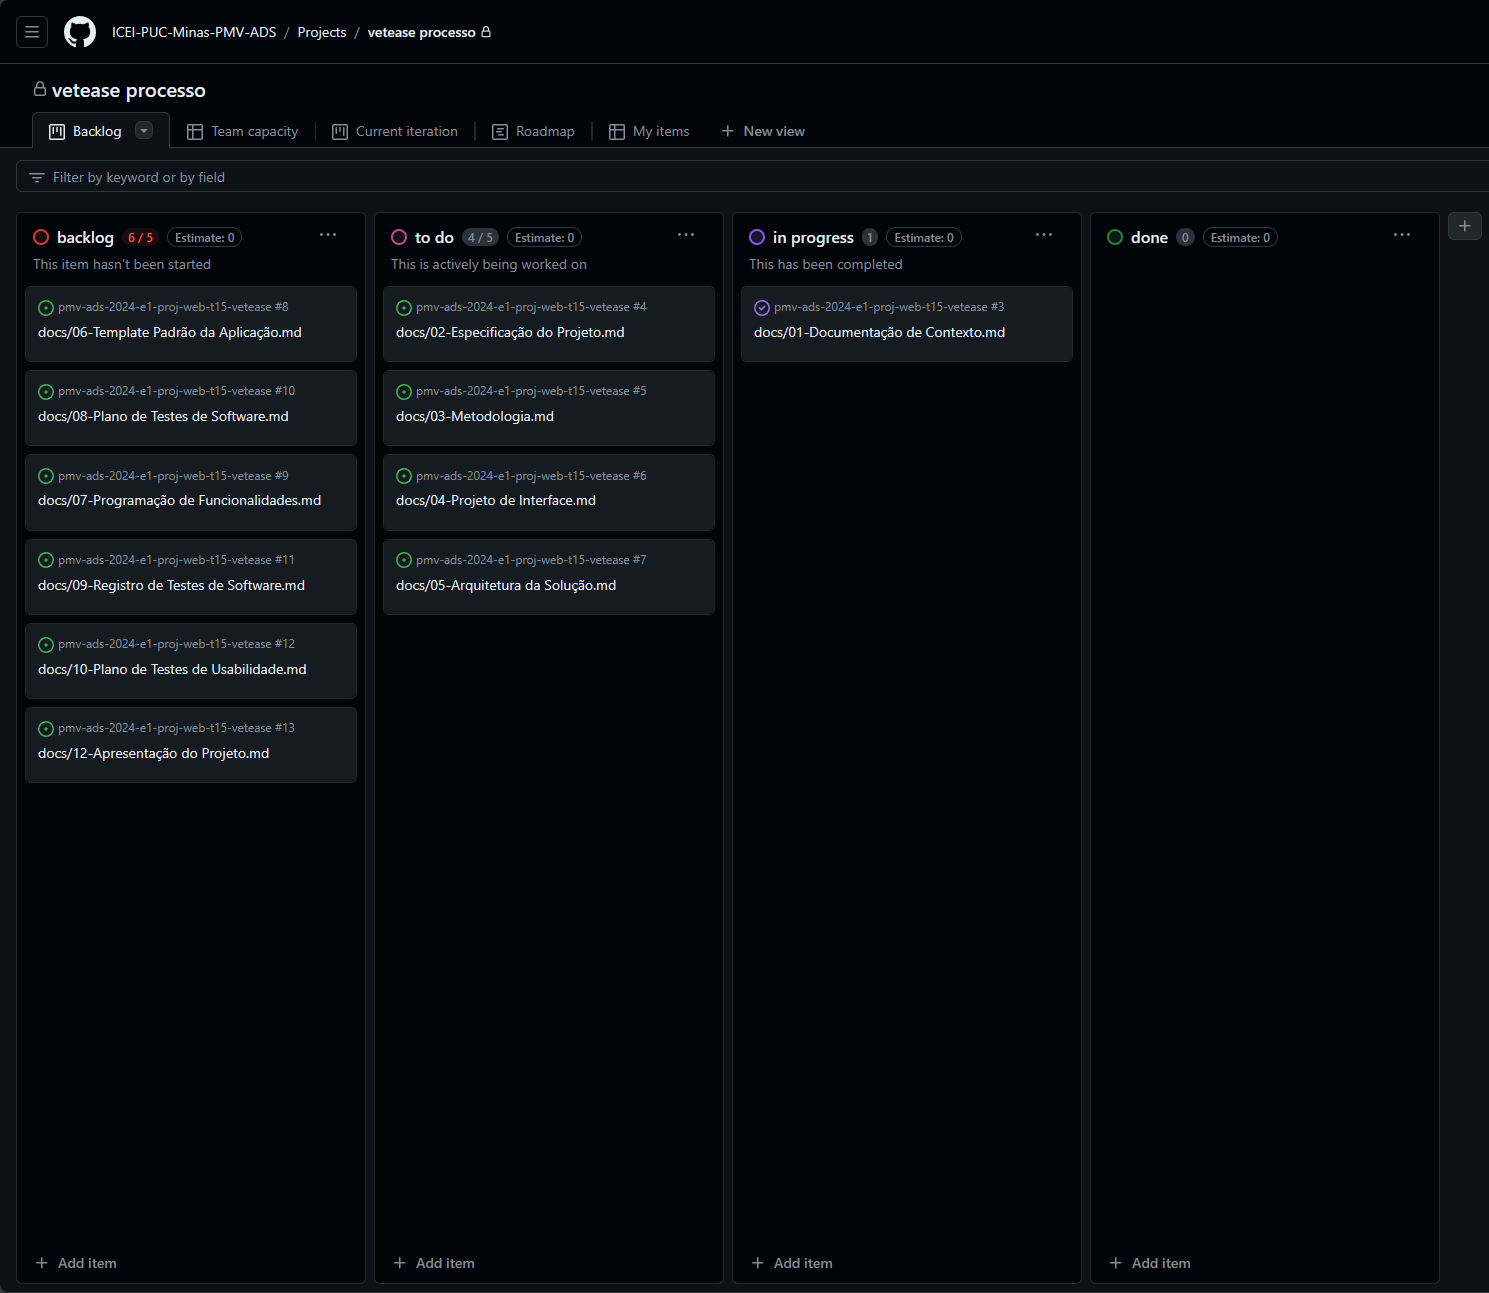 ICEI-PUC-Minas-PMV-ADS / Projects / vetease processo
vetease processo
Backlog
Team capacity
Current iteration
Roadmap
My items
New view
Filter by keyword or by field
backlog 6 / 5 Estimate: 0
This item hasn't been started
pmv-ads-2024-e1-proj-web-t15-vetease #8
docs/06-Template Padrão da Aplicação.md
pmv-ads-2024-e1-proj-web-t15-vetease #10
docs/08-Plano de Testes de Software.md
pmv-ads-2024-e1-proj-web-t15-vetease #9
docs/07-Programação de Funcionalidades.md
pmv-ads-2024-e1-proj-web-t15-vetease #11
docs/09-Registro de Testes de Software.md
pmv-ads-2024-e1-proj-web-t15-vetease #12
docs/10-Plano de Testes de Usabilidade.md
pmv-ads-2024-e1-proj-web-t15-vetease #13
docs/12-Apresentação do Projeto.md
Add item
to do 4 / 5 Estimate: 0
This is actively being worked on
pmv-ads-2024-e1-proj-web-t15-vetease #4
docs/02-Especificação do Projeto.md
pmv-ads-2024-e1-proj-web-t15-vetease #5
docs/03-Metodologia.md
pmv-ads-2024-e1-proj-web-t15-vetease #6
docs/04-Projeto de Interface.md
pmv-ads-2024-e1-proj-web-t15-vetease #7
docs/05-Arquitetura da Solução.md
Add item
in progress 1 Estimate: 0
This has been completed
pmv-ads-2024-e1-proj-web-t15-vetease #3
docs/01-Documentação de Contexto.md
Add item
done 0 Estimate: 0
Add item